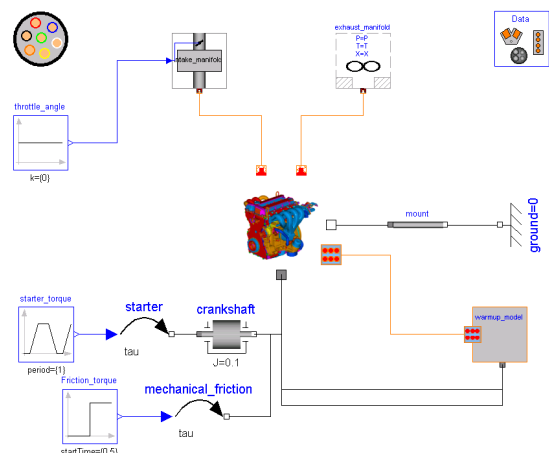 exhaust_manifold
Data
P=P
T=T
X=X
intake_manifold
throttle_angle
k={0}
mount
ground=0
starter_torque
starter
crankshaft
warmup_model
tau
J=0.1
period={1}
mechanical_friction
Friction_torque
tau
startTime={0.5}